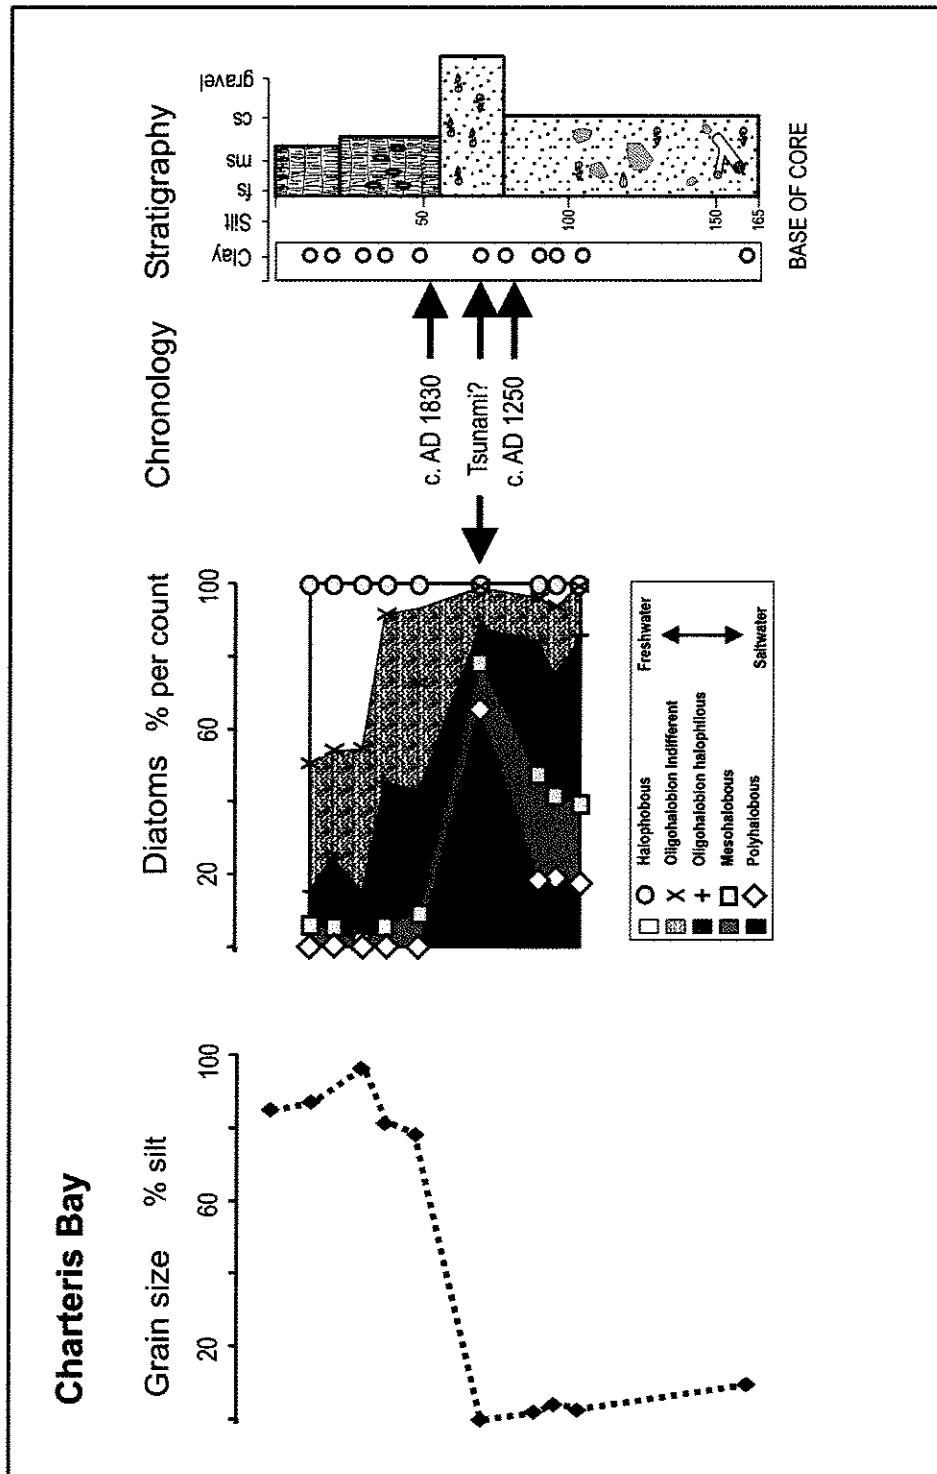 Charteris Bay
Grain size % silt
20
60
100
Diatoms % per count
20
60
100
Chronology
c. AD 1830
Tsunami?
c. AD 1250
Stratigraphy
Clay
Silt
fs
ms
cs
gravel
50
100
150
165
BASE OF CORE
Halophobous
Oligohalobion indifferent
Oligohalobion halophilous
Mesohalobous
Polyhalobous
Freshwater
Saltwater